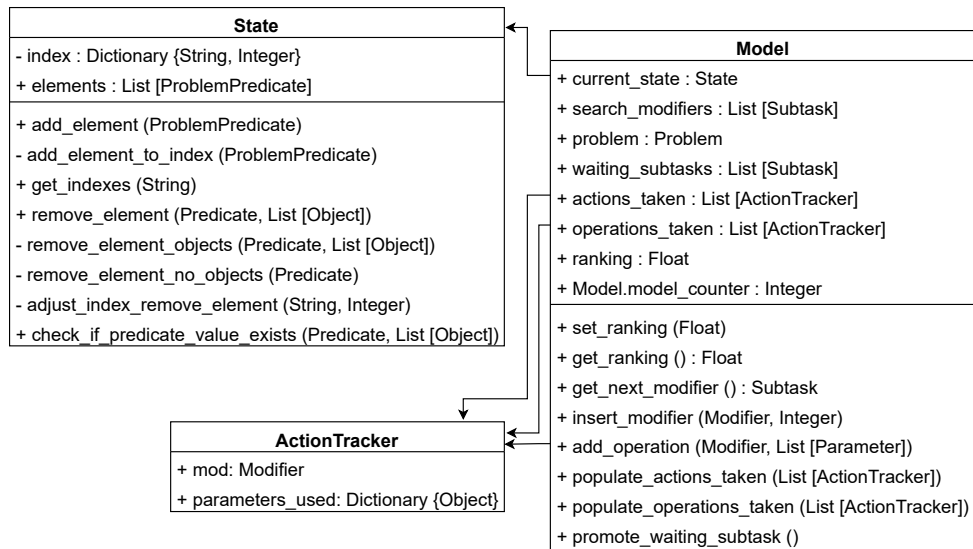 State
- index : Dictionary {String, Integer}
+ elements : List [ProblemPredicate]
+ add_element (ProblemPredicate)
- add_element_to_index (ProblemPredicate)
+ get_indexes (String)
+ remove_element (Predicate, List [Object])
- remove_element_objects (Predicate, List [Object])
- remove_element_no_objects (Predicate)
- adjust_index_remove_element (String, Integer)
+ check_if_predicate_value_exists (Predicate, List [Object])
Model
+ current_state : State
+ search_modifiers : List [Subtask]
+ problem : Problem
+ waiting_subtasks : List [Subtask]
+ actions_taken : List [ActionTracker]
+ operations_taken : List [ActionTracker]
+ ranking : Float
+ Model.model_counter : Integer
+ set_ranking (Float)
+ get_ranking () : Float
+ get_next_modifier () : Subtask
+ insert_modifier (Modifier, Integer)
+ add_operation (Modifier, List [Parameter])
+ populate_actions_taken (List [ActionTracker])
+ populate_operations_taken (List [ActionTracker])
+ promote_waiting_subtask ()
ActionTracker
+ mod: Modifier
+ parameters_used: Dictionary {Object}